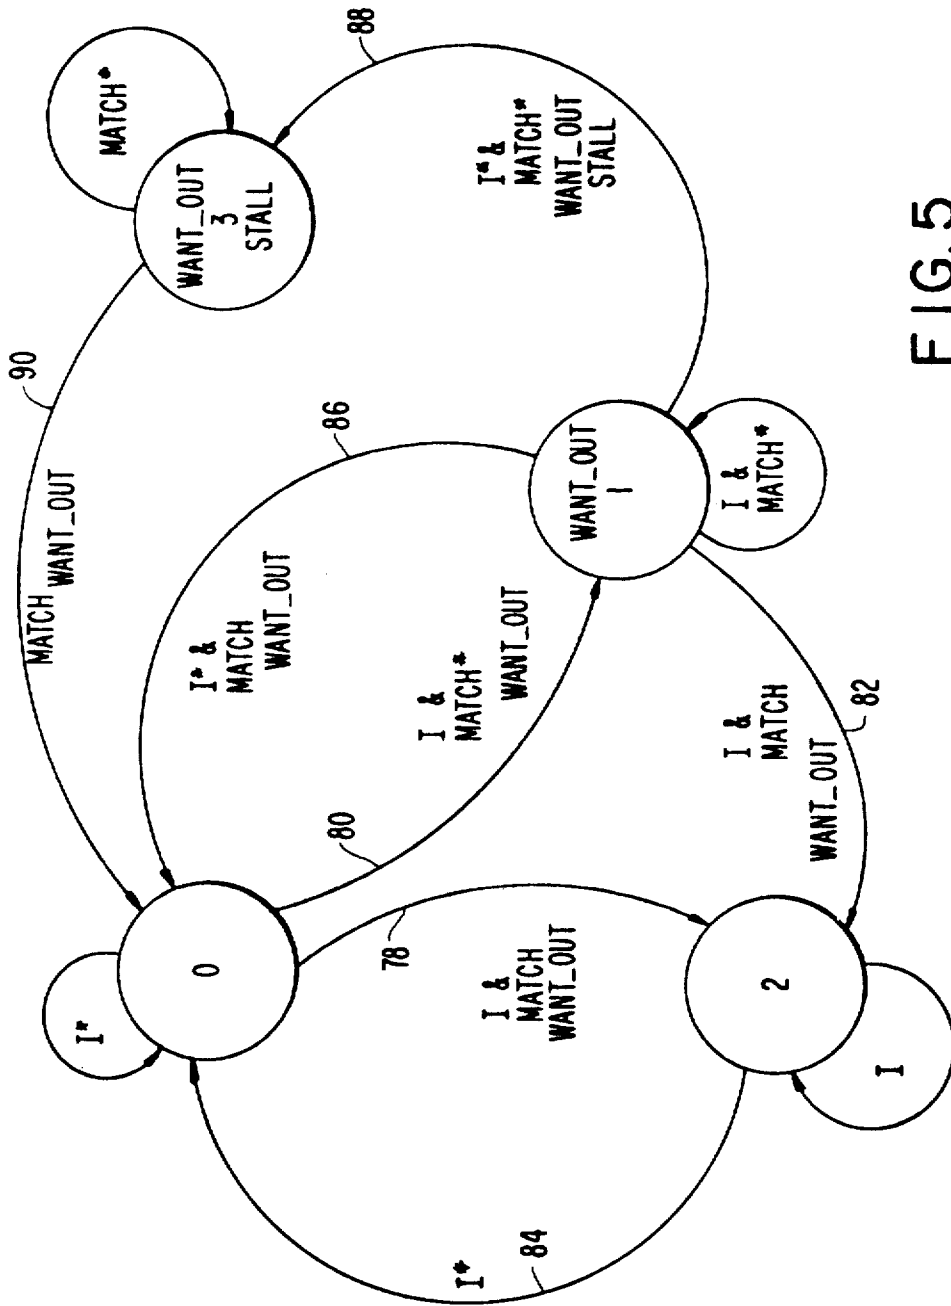 90
88
MATCH*
MATCH
WANT_OUT
WANT_OUT
3
STALL
86
I* &
MATCH*
WANT_OUT
STALL
I*
I* &
MATCH
WANT_OUT
0
80
I &
MATCH*
WANT_OUT
WANT_OUT
1
I &
MATCH*
78
I &
MATCH
WANT_OUT
I &
MATCH
WANT_OUT
82
I*
84
2
I
FIG. 5